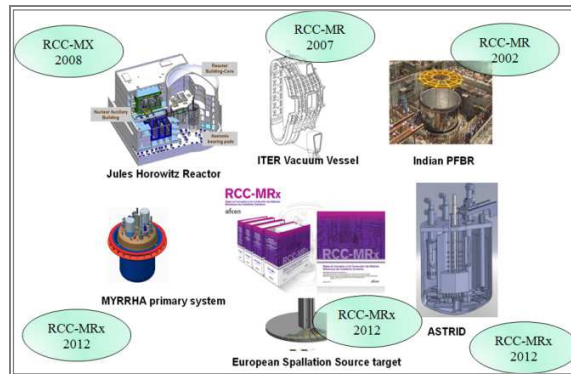 RCC-MX
2008
RCC-MR
2007
RCC-MR
2002
Reactor
Building-Core
Nuclear Auxiliary
Building
bearing pads
Jules Horowitz Reactor
ITER Vacuum Vessel
Indian PFBR
RCC-MRx
afcen
RCC-MRx
MYRRHA primary system
RCC-MRx
2012
RCC-MRx
2012
ASTRID
RCC-MRx
2012
European Spallation Source target